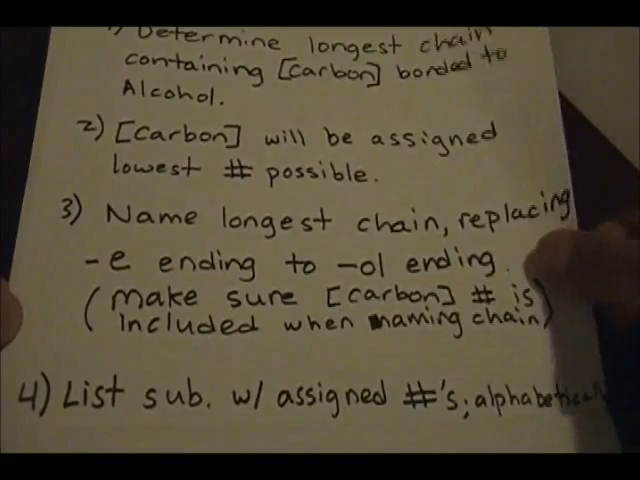 1) Determine longest chain
containing [carbon] bonded to
Alcohol.
2) [Carbon] will be assigned
lowest # possible.
3) Name longest chain, replacing
-e ending to -ol ending.
(make sure [carbon] # is
included when naming chain)
4) List sub. w/ assigned #'s; alphabetically